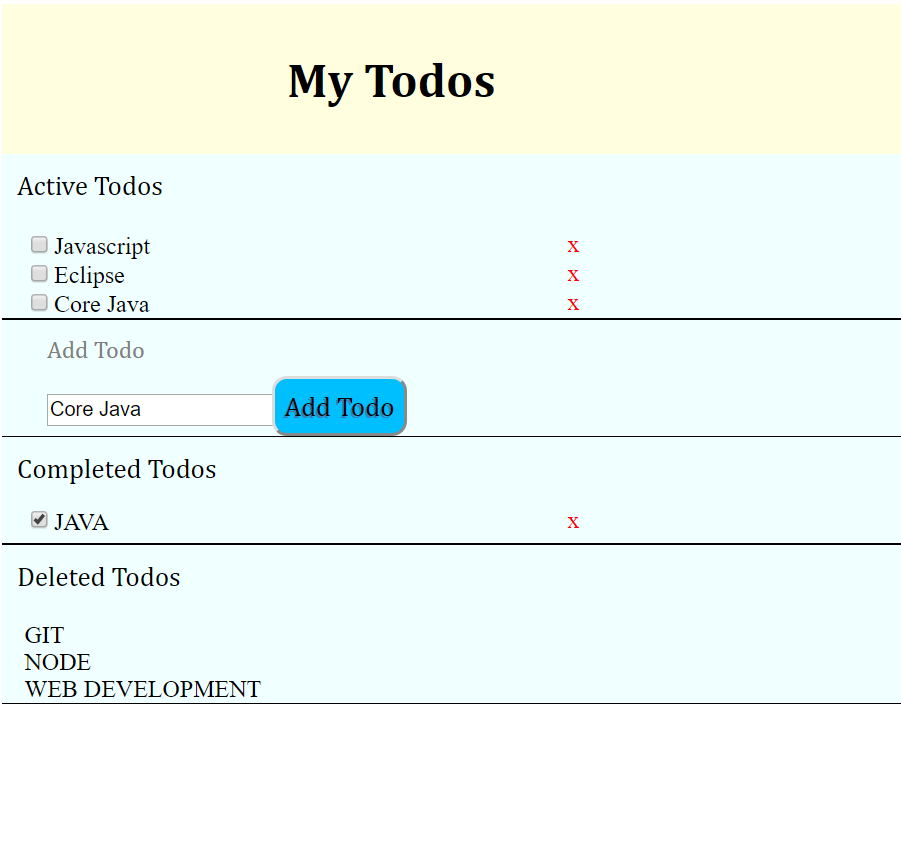 My Todos
Active Todos
Javascript x
Eclipse x
Core Java x
Add Todo
Core Java Add Todo
Completed Todos
JAVA x
Deleted Todos
GIT
NODE
WEB DEVELOPMENT